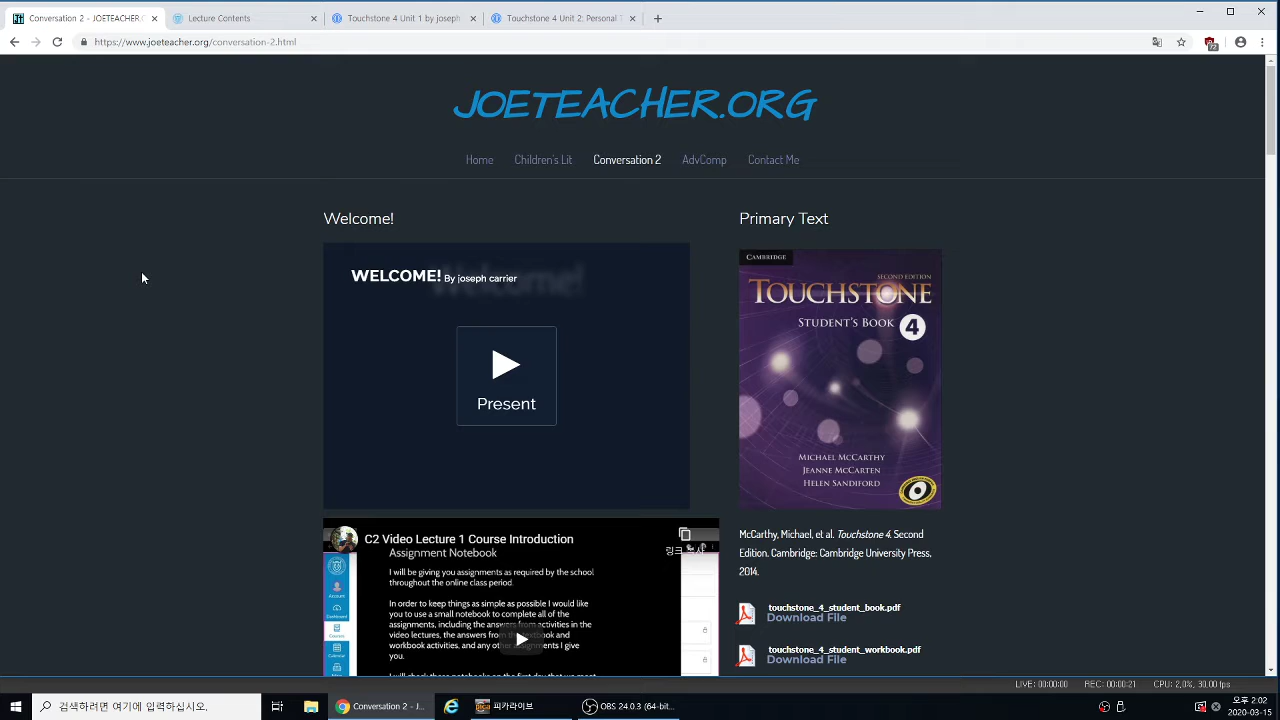 Conversation 2 - JOETEACHER.O
Lecture Contents
Touchstone 4 Unit 1 by joseph
Touchstone 4 Unit 2: Personal T
https://www.joeteacher.org/conversation-2.html
72
JOETEACHER.ORG
Home
Children's Lit
Conversation 2
AdvComp
Contact Me
Welcome!
WELCOME! By joseph carrier
Welcome!
Present
C2 Video Lecture 1 Course Introduction
Assignment Notebook
I will be giving you assignments as required by the school
throughout the online class period.
In order to keep things as simple as possible I would like
you to use a small notebook to complete all of the
assignments, including the answers from activities in the
video lectures, the answers from the textbook and
workbook activities, and any other assignments I give
you.
Account
Dashboard
Courses
Calendar
Primary Text
CAMBRIDGE
SECOND EDITION
TOUCHSTONE
STUDENT'S BOOK 4
MICHAEL MCCARTHY
JEANNE MCCARTEN
HELEN SANDIFORD
McCarthy, Michael, et al. Touchstone 4. Second
Edition. Cambridge: Cambridge University Press,
2014.
touchstone_4_student_book.pdf
Download File
touchstone_4_student_workbook.pdf
Download File
LIVE: 00:00:00
REC: 00:00:21
CPU: 2.0%, 30.00 fps
검색하려면 여기에 입력하십시오.
Conversation 2 - J...
피카라이브
OBS 24.0.3 (64-bit...
오후 2:02
2020-03-15